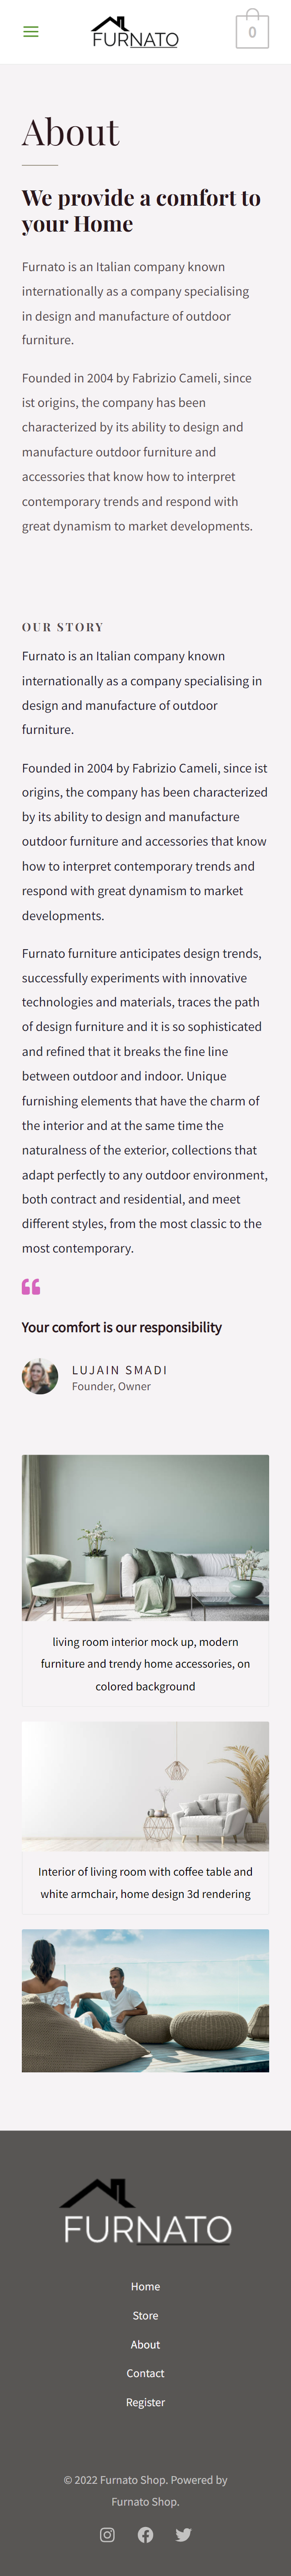 FURNATO
0
About
We provide a comfort to
your Home
Furnato is an Italian company known
internationally as a company specialising
in design and manufacture of outdoor
furniture.
Founded in 2004 by Fabrizio Cameli, since
ist origins, the company has been
characterized by its ability to design and
manufacture outdoor furniture and
accessories that know how to interpret
contemporary trends and respond with
great dynamism to market developments.
OUR STORY
Furnato is an Italian company known
internationally as a company specialising in
design and manufacture of outdoor
furniture.
Founded in 2004 by Fabrizio Cameli, since ist
origins, the company has been characterized
by its ability to design and manufacture
outdoor furniture and accessories that know
how to interpret contemporary trends and
respond with great dynamism to market
developments.
Furnato furniture anticipates design trends,
successfully experiments with innovative
technologies and materials, traces the path
of design furniture and it is so sophisticated
and refined that it breaks the fine line
between outdoor and indoor. Unique
furnishing elements that have the charm of
the interior and at the same time the
naturalness of the exterior, collections that
adapt perfectly to any outdoor environment,
both contract and residential, and meet
different styles, from the most classic to the
most contemporary.
Your comfort is our responsibility
LUJAIN SMADI
Founder, Owner
living room interior mock up, modern
furniture and trendy home accessories, on
colored background
Interior of living room with coffee table and
white armchair, home design 3d rendering
FURNATO
Home
Store
About
Contact
Register
© 2022 Furnato Shop. Powered by
Furnato Shop.